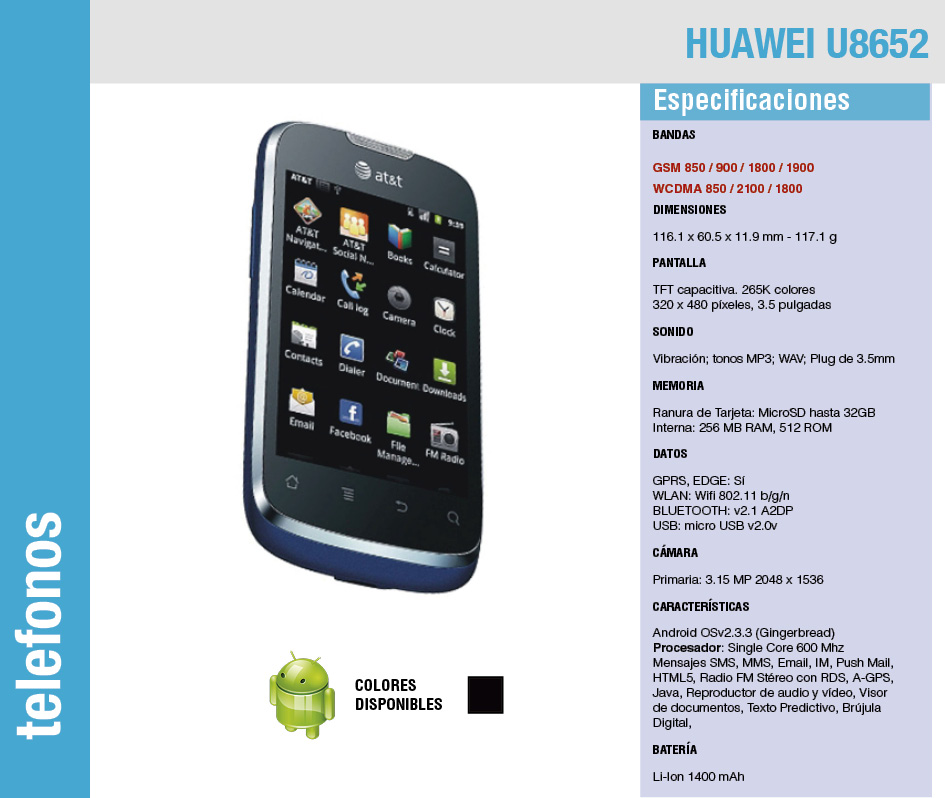 HUAWEI U8652
telefonos
at&t
AT&T
9:35
AT&T
Navigat...
AT&T
Social N...
Books
Calculator
Calendar
Call log
Camera
Clock
Contacts
Dialer
Document
Downloads
Email
Facebook
File
Manage...
FM Radio
COLORES
DISPONIBLES
Especificaciones
BANDAS
GSM 850 / 900 / 1800 / 1900
WCDMA 850 / 2100 / 1800
DIMENSIONES
116.1 x 60.5 x 11.9 mm - 117.1 g
PANTALLA
TFT capacitiva. 265K colores
320 x 480 píxeles, 3.5 pulgadas
SONIDO
Vibración; tonos MP3; WAV; Plug de 3.5mm
MEMORIA
Ranura de Tarjeta: MicroSD hasta 32GB
Interna: 256 MB RAM, 512 ROM
DATOS
GPRS, EDGE: Sí
WLAN: Wifi 802.11 b/g/n
BLUETOOTH: v2.1 A2DP
USB: micro USB v2.0v
CÁMARA
Primaria: 3.15 MP 2048 x 1536
CARACTERÍSTICAS
Android OSv2.3.3 (Gingerbread)
Procesador: Single Core 600 Mhz
Mensajes SMS, MMS, Email, IM, Push Mail,
HTML5, Radio FM Stéreo con RDS, A-GPS,
Java, Reproductor de audio y vídeo, Visor
de documentos, Texto Predictivo, Brújula
Digital,
BATERÍA
Li-Ion 1400 mAh